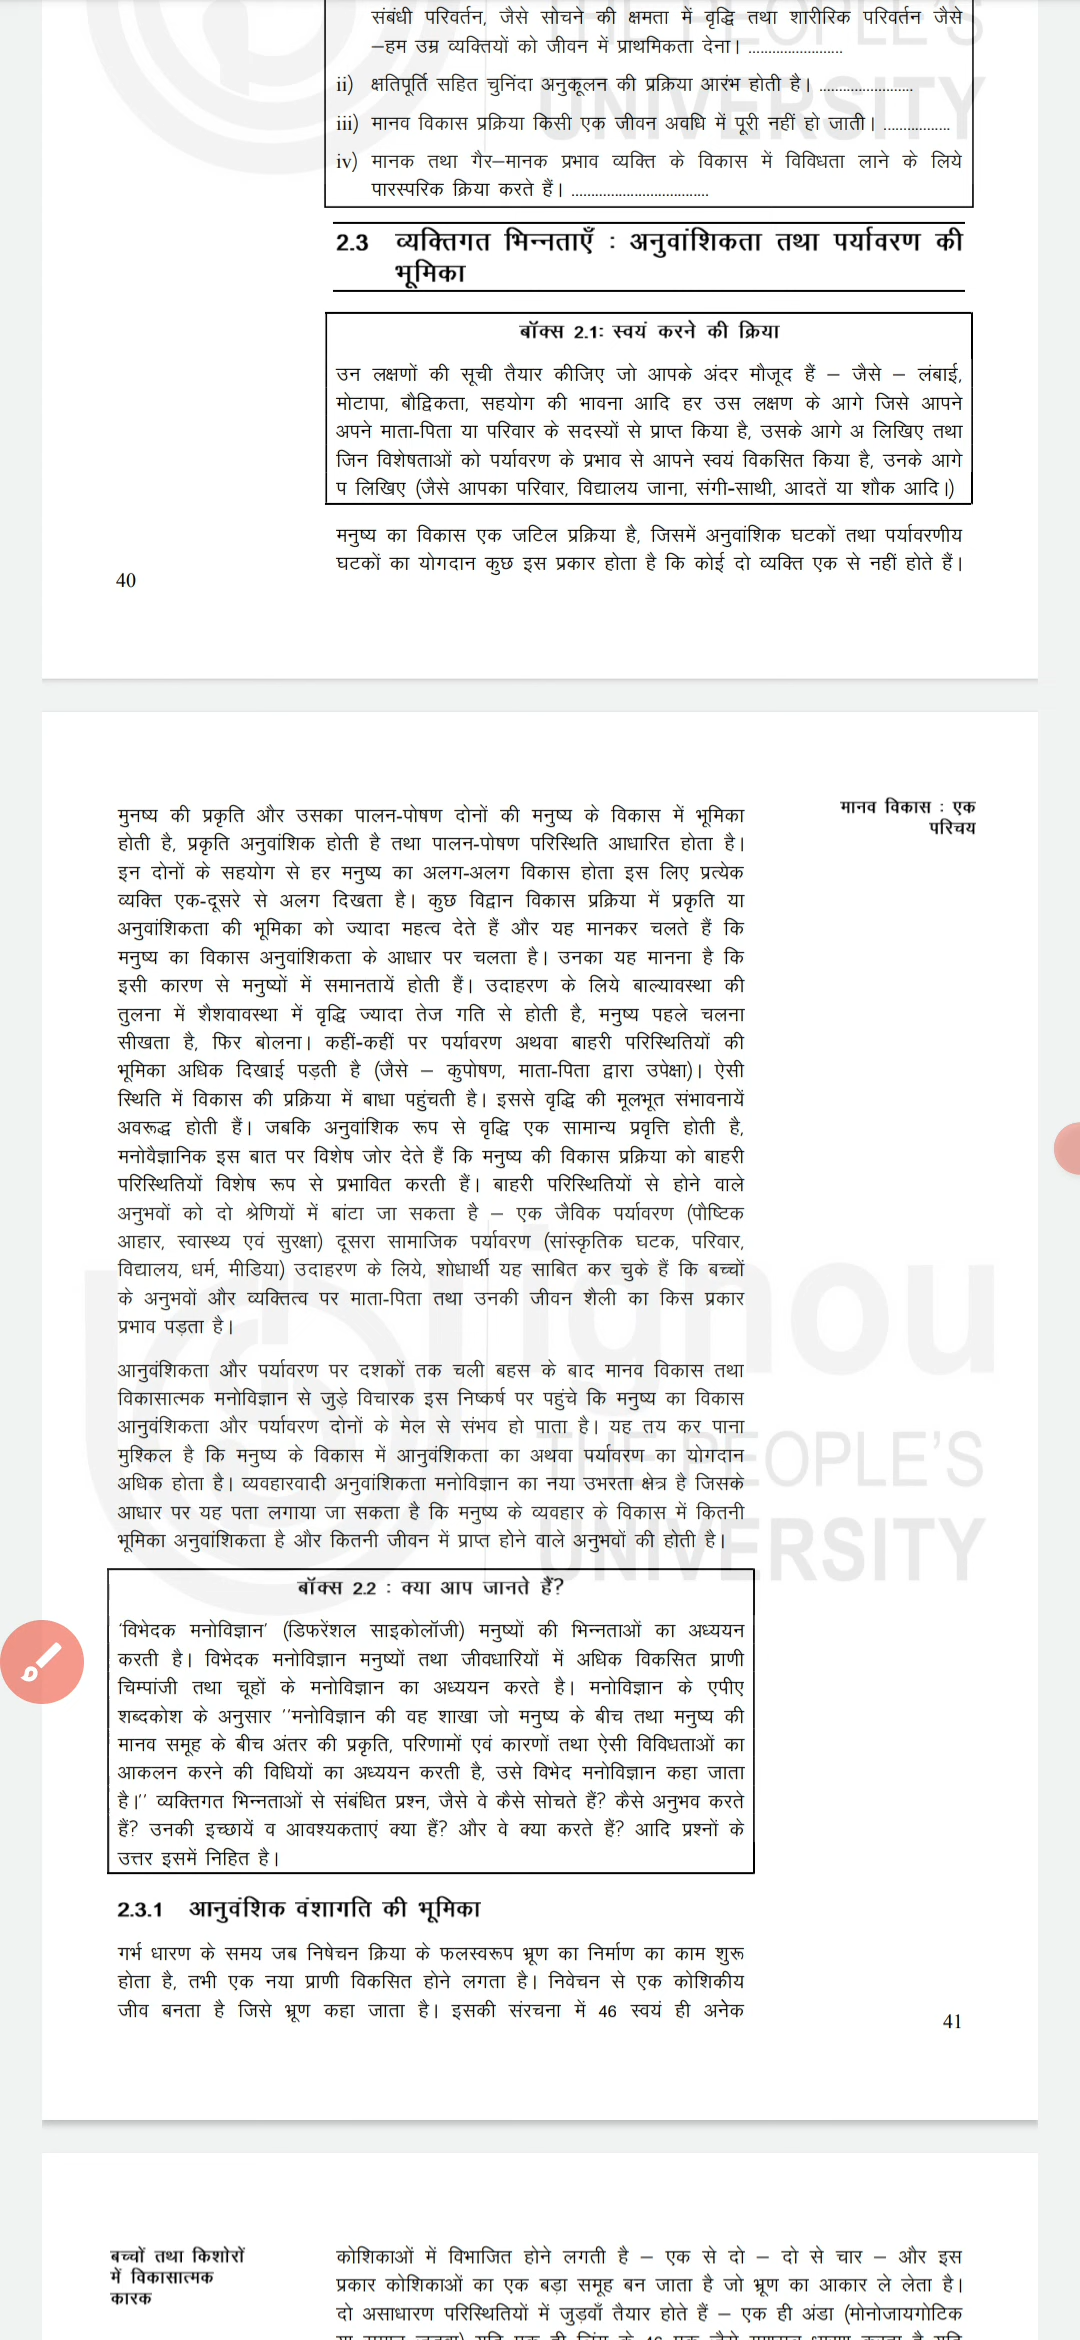 संबंधी परिवर्तन, जैसे सोचने की क्षमता में वृद्धि तथा शारीरिक परिवर्तन जैसे
–हम उम्र व्यक्तियों को जीवन में प्राथमिकता देना। ........................
ii) क्षतिपूर्ति सहित चुनिंदा अनुकूलन की प्रक्रिया आरंभ होती है। ........................
iii) मानव विकास प्रक्रिया किसी एक जीवन अवधि में पूरी नहीं हो जाती। .................
iv) मानक तथा गैर–मानक प्रभाव व्यक्ति के विकास में विविधता लाने के लिये
पारस्परिक क्रिया करते हैं। ...................................
THE PEOPLE'S
UNIVERSITY
2.3 व्यक्तिगत भिन्नताएँ : अनुवांशिकता तथा पर्यावरण की
भूमिका
बॉक्स 2.1: स्वयं करने की क्रिया
उन लक्षणों की सूची तैयार कीजिए जो आपके अंदर मौजूद हैं – जैसे – लंबाई,
मोटापा, बौद्विकता, सहयोग की भावना आदि हर उस लक्षण के आगे जिसे आपने
अपने माता-पिता या परिवार के सदस्यों से प्राप्त किया है, उसके आगे अ लिखिए तथा
जिन विशेषताओं को पर्यावरण के प्रभाव से आपने स्वयं विकसित किया है, उनके आगे
प लिखिए (जैसे आपका परिवार, विद्यालय जाना, संगी-साथी, आदतें या शौक आदि।)
मनुष्य का विकास एक जटिल प्रक्रिया है, जिसमें अनुवांशिक घटकों तथा पर्यावरणीय
घटकों का योगदान कुछ इस प्रकार होता है कि कोई दो व्यक्ति एक से नहीं होते हैं।
40
मानव विकास : एक
परिचय
मुनष्य की प्रकृति और उसका पालन-पोषण दोनों की मनुष्य के विकास में भूमिका
होती है, प्रकृति अनुवांशिक होती है तथा पालन-पोषण परिस्थिति आधारित होता है।
इन दोनों के सहयोग से हर मनुष्य का अलग-अलग विकास होता इस लिए प्रत्येक
व्यक्ति एक-दूसरे से अलग दिखता है। कुछ विद्वान विकास प्रक्रिया में प्रकृति या
अनुवांशिकता की भूमिका को ज्यादा महत्व देते हैं और यह मानकर चलते हैं कि
मनुष्य का विकास अनुवांशिकता के आधार पर चलता है। उनका यह मानना है कि
इसी कारण से मनुष्यों में समानतायें होती हैं। उदाहरण के लिये बाल्यावस्था की
तुलना में शैशवावस्था में वृद्धि ज्यादा तेज गति से होती है, मनुष्य पहले चलना
सीखता है, फिर बोलना। कहीं-कहीं पर पर्यावरण अथवा बाहरी परिस्थितियों की
भूमिका अधिक दिखाई पड़ती है (जैसे – कुपोषण, माता-पिता द्वारा उपेक्षा)। ऐसी
स्थिति में विकास की प्रक्रिया में बाधा पहुंचती है। इससे वृद्धि की मूलभूत संभावनायें
अवरूद्ध होती हैं। जबकि अनुवांशिक रूप से वृद्धि एक सामान्य प्रवृत्ति होती है,
मनोवैज्ञानिक इस बात पर विशेष जोर देते हैं कि मनुष्य की विकास प्रक्रिया को बाहरी
परिस्थितियों विशेष रूप से प्रभावित करती हैं। बाहरी परिस्थितियों से होने वाले
अनुभवों को दो श्रेणियों में बांटा जा सकता है – एक जैविक पर्यावरण (पौष्टिक
आहार, स्वास्थ्य एवं सुरक्षा) दूसरा सामाजिक पर्यावरण (सांस्कृतिक घटक, परिवार,
विद्यालय, धर्म, मीडिया) उदाहरण के लिये, शोधार्थी यह साबित कर चुके हैं कि बच्चों
के अनुभवों और व्यक्तित्व पर माता-पिता तथा उनकी जीवन शैली का किस प्रकार
प्रभाव पड़ता है।
ignou
आनुवंशिकता और पर्यावरण पर दशकों तक चली बहस के बाद मानव विकास तथा
विकासात्मक मनोविज्ञान से जुड़े विचारक इस निष्कर्ष पर पहुंचे कि मनुष्य का विकास
आनुवंशिकता और पर्यावरण दोनों के मेल से संभव हो पाता है। यह तय कर पाना
मुश्किल है कि मनुष्य के विकास में आनुवंशिकता का अथवा पर्यावरण का योगदान
अधिक होता है। व्यवहारवादी अनुवांशिकता मनोविज्ञान का नया उभरता क्षेत्र है जिसके
आधार पर यह पता लगाया जा सकता है कि मनुष्य के व्यवहार के विकास में कितनी
भूमिका अनुवांशिकता है और कितनी जीवन में प्राप्त होने वाले अनुभवों की होती है।
THE PEOPLE'S
UNIVERSITY
बॉक्स 2.2 : क्या आप जानते हैं?
'विभेदक मनोविज्ञान' (डिफरेंशल साइकोलॉजी) मनुष्यों की भिन्नताओं का अध्ययन
करती है। विभेदक मनोविज्ञान मनुष्यों तथा जीवधारियों में अधिक विकसित प्राणी
चिम्पांजी तथा चूहों के मनोविज्ञान का अध्ययन करते है। मनोविज्ञान के एपीए
शब्दकोश के अनुसार ''मनोविज्ञान की वह शाखा जो मनुष्य के बीच तथा मनुष्य की
मानव समूह के बीच अंतर की प्रकृति, परिणामों एवं कारणों तथा ऐसी विविधताओं का
आकलन करने की विधियों का अध्ययन करती है, उसे विभेद मनोविज्ञान कहा जाता
है।'' व्यक्तिगत भिन्नताओं से संबंधित प्रश्न, जैसे वे कैसे सोचते हैं? कैसे अनुभव करते
हैं? उनकी इच्छायें व आवश्यकताएं क्या हैं? और वे क्या करते हैं? आदि प्रश्नों के
उत्तर इसमें निहित है।
2.3.1 आनुवंशिक वंशागति की भूमिका
गर्भ धारण के समय जब निषेचन क्रिया के फलस्वरूप भ्रूण का निर्माण का काम शुरू
होता है, तभी एक नया प्राणी विकसित होने लगता है। निवेचन से एक कोशिकीय
जीव बनता है जिसे भ्रूण कहा जाता है। इसकी संरचना में 46 स्वयं ही अनेक
41
बच्चों तथा किशोरों
में विकासात्मक
कारक
कोशिकाओं में विभाजित होने लगती है – एक से दो – दो से चार – और इस
प्रकार कोशिकाओं का एक बड़ा समूह बन जाता है जो भ्रूण का आकार ले लेता है।
दो असाधारण परिस्थितियों में जुड़वाँ तैयार होते हैं – एक ही अंडा (मोनोजायगोटिक